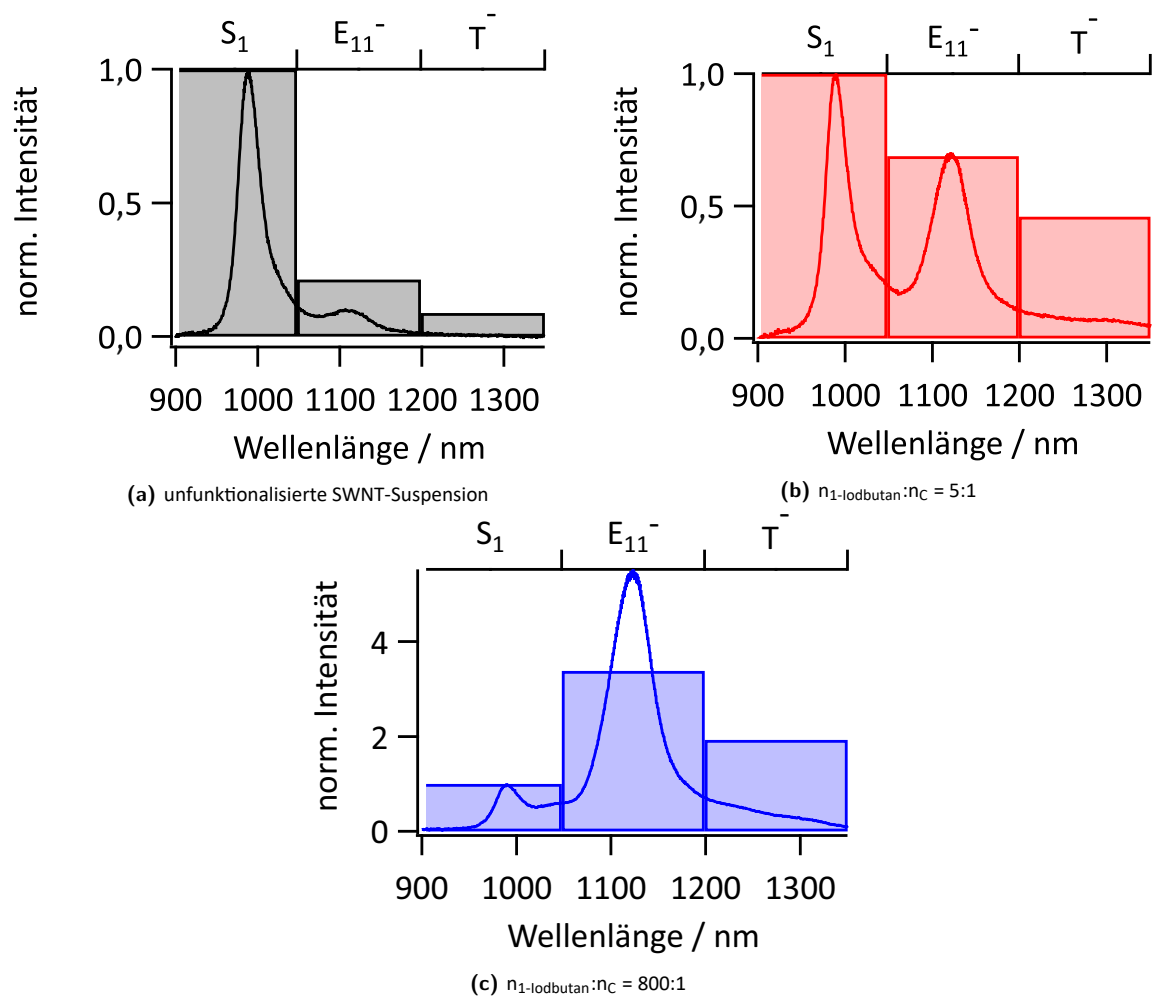 S₁ E₁₁⁻ T⁻
1,0
0,5
0,0
norm. Intensität
900 1000 1100 1200 1300
Wellenlänge / nm
(a) unfunktionalisierte SWNT-Suspension
S₁ E₁₁⁻ T⁻
1,0
0,5
0,0
norm. Intensität
900 1000 1100 1200 1300
Wellenlänge / nm
(b) n₁₋Iodbutan:nC = 5:1
S₁ E₁₁⁻ T⁻
4
2
0
norm. Intensität
900 1000 1100 1200 1300
Wellenlänge / nm
(c) n₁₋Iodbutan:nC = 800:1